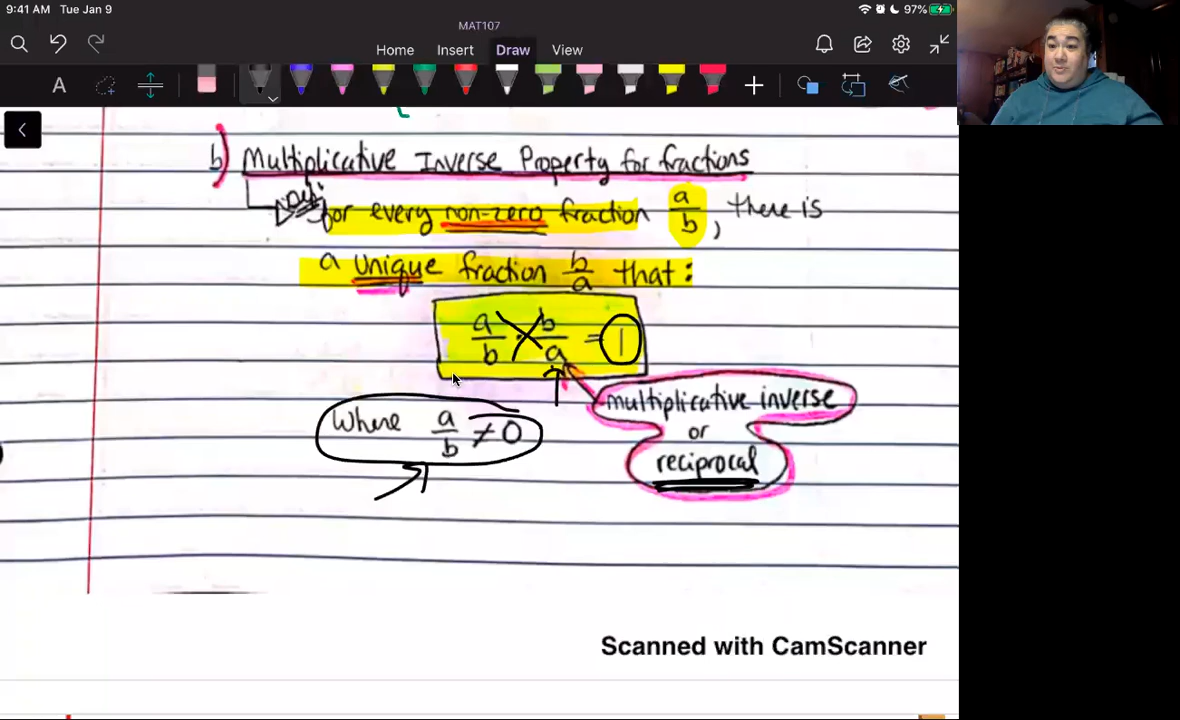 9:41 AM Tue Jan 9
97%
MAT107
Home Insert Draw View
A
b) Multiplicative Inverse Property for fractions
for every non-zero fraction a/b, there is
a unique fraction b/a that:
a/b · b/a = 1
multiplicative inverse
or
reciprocal
Where a/b ≠ 0
Scanned with CamScanner